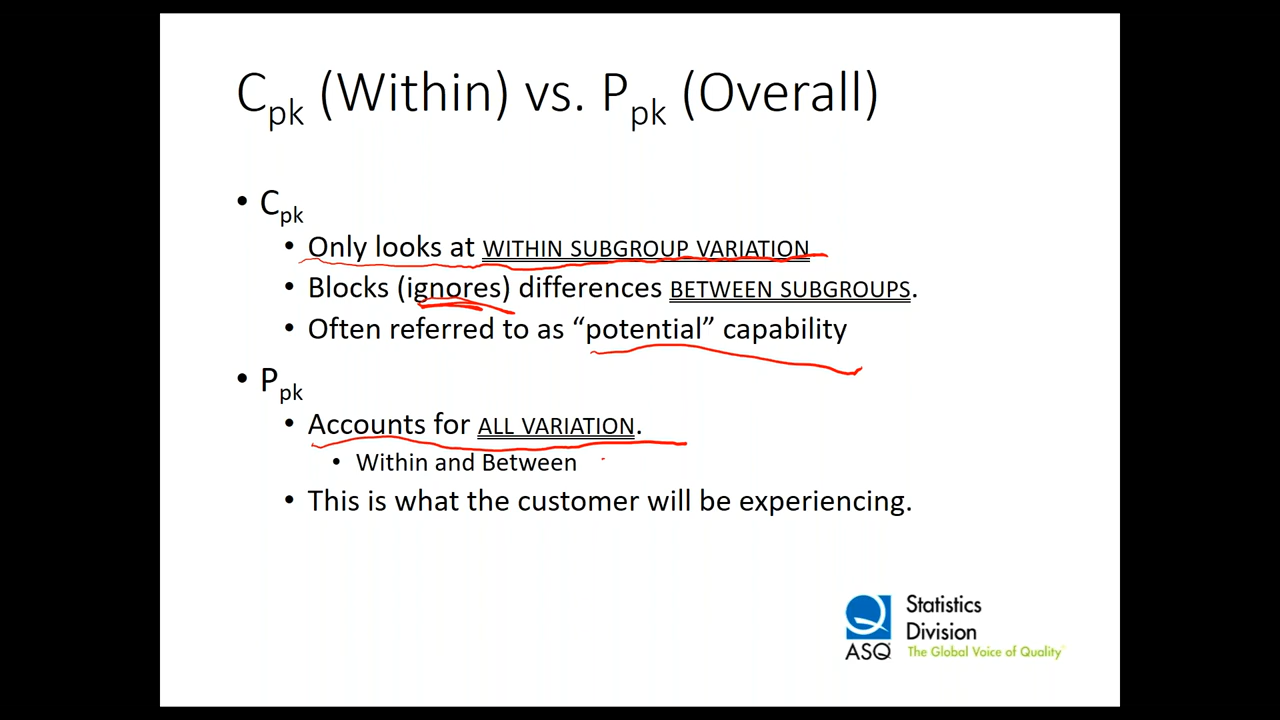 Cpk (Within) vs. Ppk (Overall)
• Cpk
• Only looks at WITHIN SUBGROUP VARIATION
• Blocks (ignores) differences BETWEEN SUBGROUPS.
• Often referred to as “potential” capability
• Ppk
• Accounts for ALL VARIATION.
• Within and Between
• This is what the customer will be experiencing.
Statistics
Division
ASQ The Global Voice of Quality